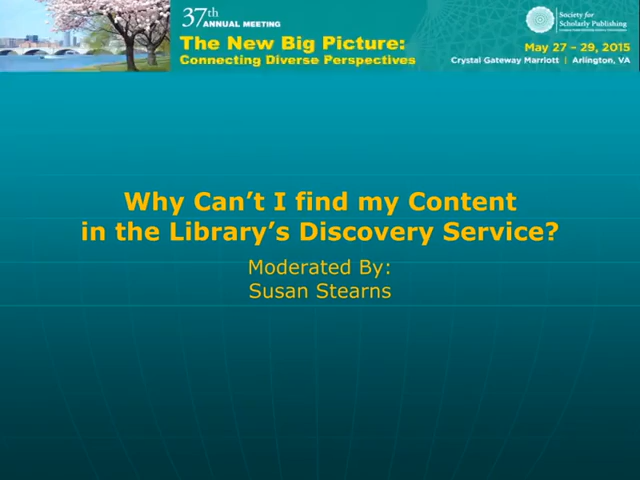 37th ANNUAL MEETING
The New Big Picture:
Connecting Diverse Perspectives
Society for
Scholarly Publishing
May 27 – 29, 2015
Crystal Gateway Marriott | Arlington, VA
Why Can't I find my Content
in the Library's Discovery Service?
Moderated By:
Susan Stearns